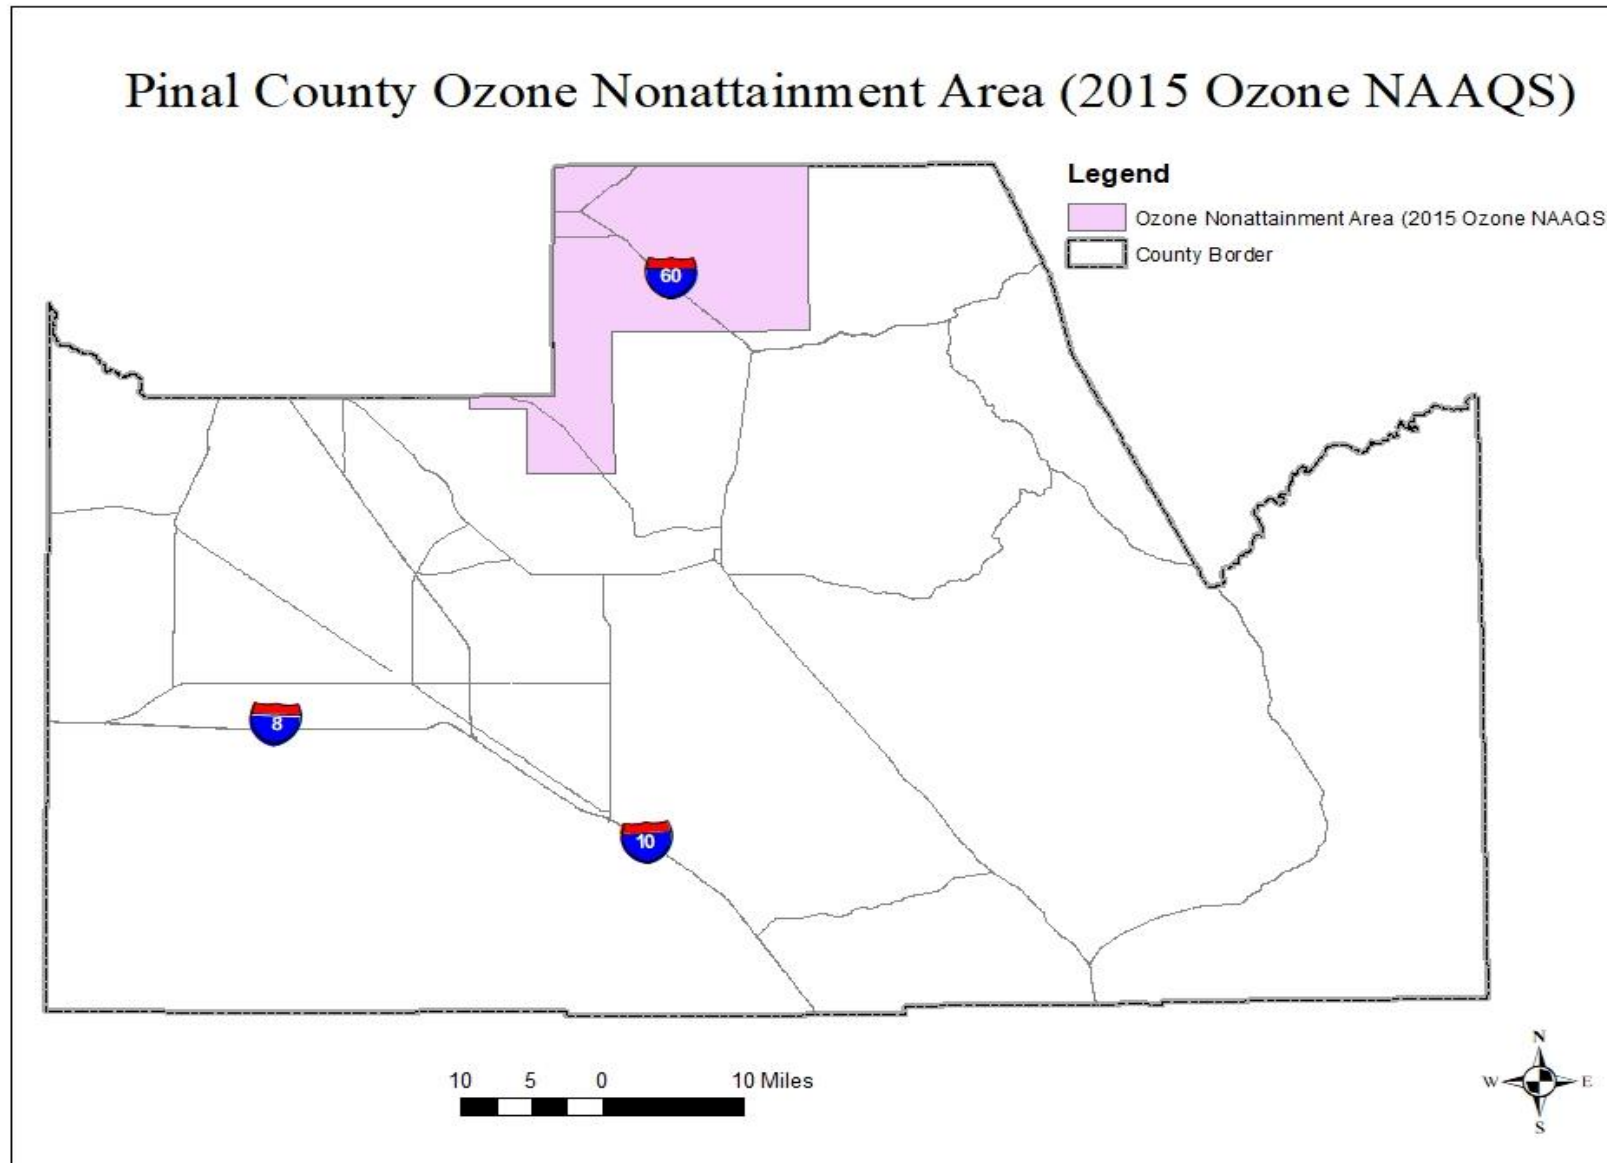 Pinal County Ozone Nonattainment Area (2015 Ozone NAAQS)
Legend
Ozone Nonattainment Area (2015 Ozone NAAQS
County Border
60
8
10
10 5 0 10 Miles
N
W E
S